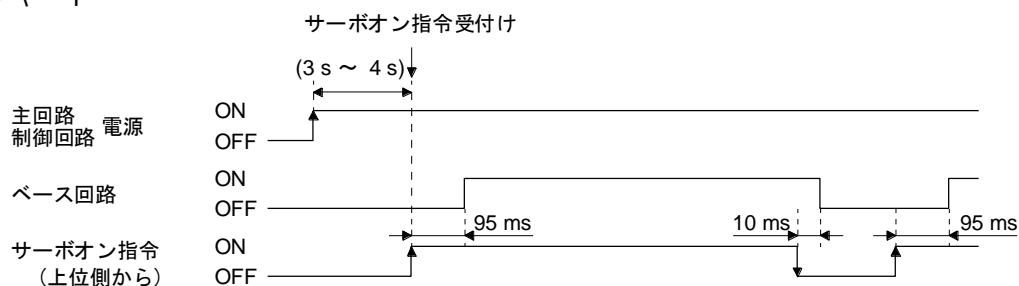 サーボオン指令受付け
(3 s ～ 4 s)
主回路
制御回路 電源
ON
OFF
ベース回路
ON
OFF
95 ms
10 ms
95 ms
サーボオン指令
(上位側から)
ON
OFF